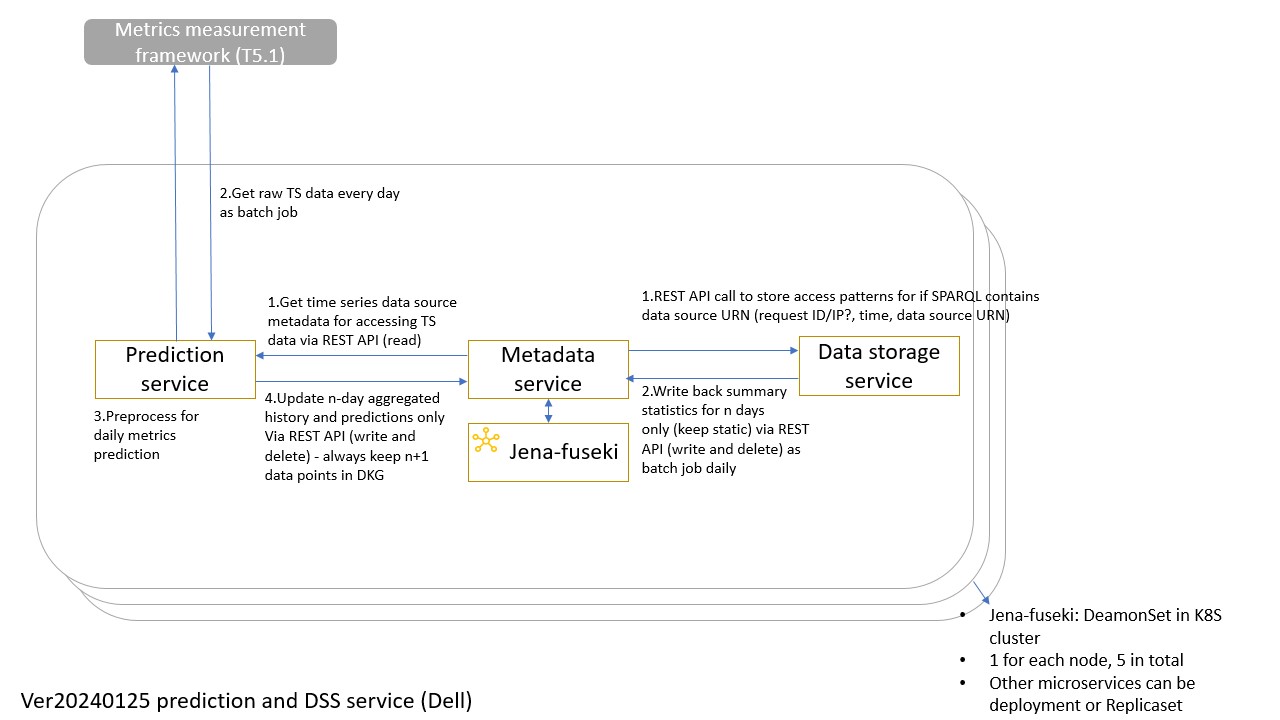 Metrics measurement
framework (T5.1)
2.Get raw TS data every day
as batch job
1.Get time series data source
metadata for accessing TS
data via REST API (read)
1.REST API call to store access patterns for if SPARQL contains
data source URN (request ID/IP?, time, data source URN)
Prediction
service
Metadata
service
Data storage
service
3.Preprocess for
daily metrics
prediction
4.Update n-day aggregated
history and predictions only
Via REST API (write and
delete) - always keep n+1
data points in DKG
Jena-fuseki
2.Write back summary
statistics for n days
only (keep static) via REST
API (write and delete) as
batch job daily
• Jena-fuseki: DeamonSet in K8S
cluster
• 1 for each node, 5 in total
• Other microservices can be
deployment or Replicaset
Ver20240125 prediction and DSS service (Dell)